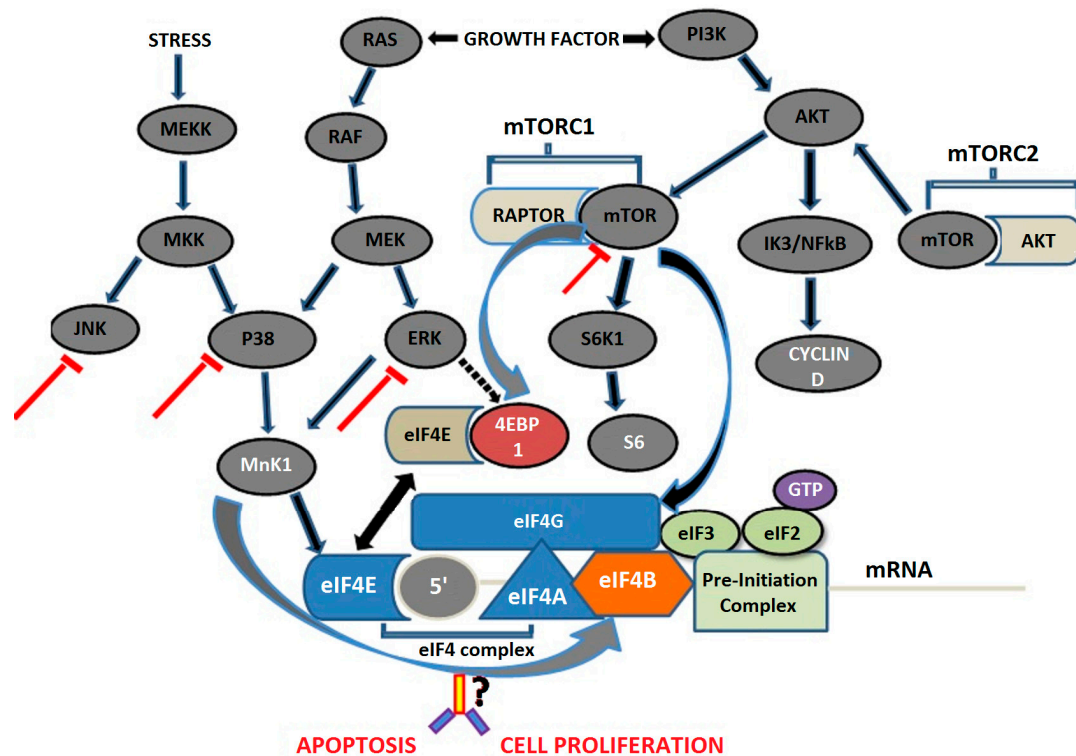 STRESS
RAS
GROWTH FACTOR
PI3K
MEKK
RAF
AKT
mTORC1
mTORC2
RAPTOR
mTOR
MKK
MEK
IK3/NFkB
mTOR
AKT
JNK
P38
ERK
S6K1
CYCLIN
D
eIF4E
4EBP
1
S6
MnK1
GTP
eIF4G
eIF3
eIF2
eIF4E
5'
eIF4A
eIF4B
Pre-Initiation
Complex
mRNA
eIF4 complex
?
APOPTOSIS
CELL PROLIFERATION